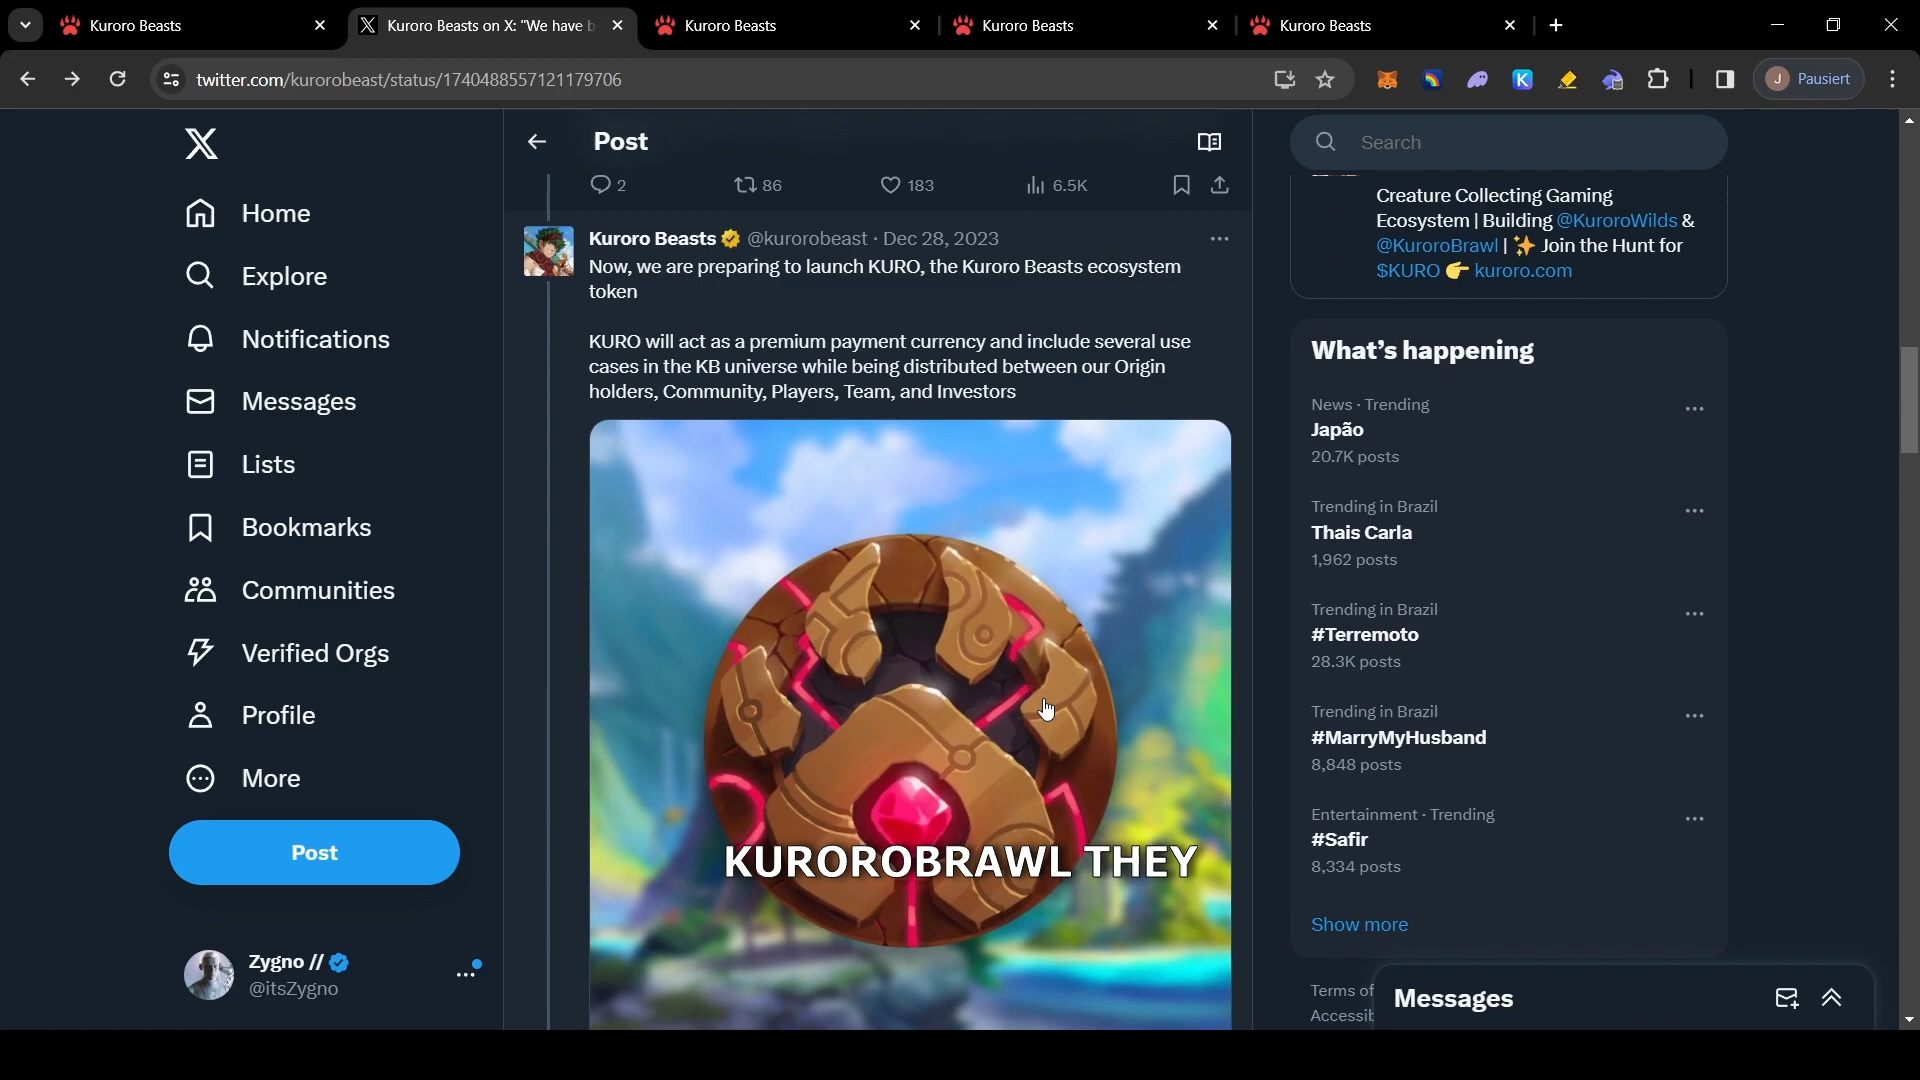 Kuroro Beasts
Kuroro Beasts on X: "We have b
Kuroro Beasts
Kuroro Beasts
Kuroro Beasts
twitter.com/kurorobeast/status/1740488557121179706
J Pausiert
Home
Explore
Notifications
Messages
Lists
Bookmarks
Communities
Verified Orgs
Profile
More
Post
Zygno //
@itsZygno
Post
2 86 183 6.5K
Kuroro Beasts @kurorobeast · Dec 28, 2023
Now, we are preparing to launch KURO, the Kuroro Beasts ecosystem
token
KURO will act as a premium payment currency and include several use
cases in the KB universe while being distributed between our Origin
holders, Community, Players, Team, and Investors
KUROROBRAWL THEY
Search
Creature Collecting Gaming
Ecosystem | Building @KuroroWilds &
@KuroroBrawl | ✨ Join the Hunt for
$KURO 👉 kuroro.com
What's happening
News · Trending
Japão
20.7K posts
Trending in Brazil
Thais Carla
1,962 posts
Trending in Brazil
#Terremoto
28.3K posts
Trending in Brazil
#MarryMyHusband
8,848 posts
Entertainment · Trending
#Safir
8,334 posts
Show more
Terms of
Accessib
Messages